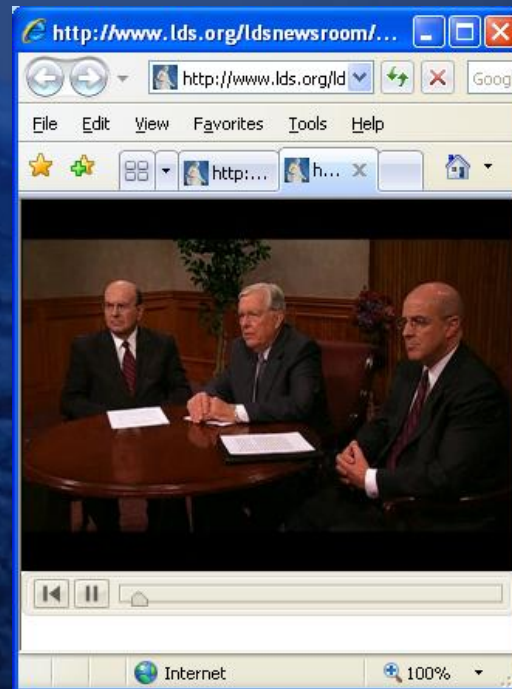 http://www.lds.org/ldsnewsroom/...
http://www.lds.org/ld
Goog
File Edit View Favorites Tools Help
http:... h...
Internet 100%